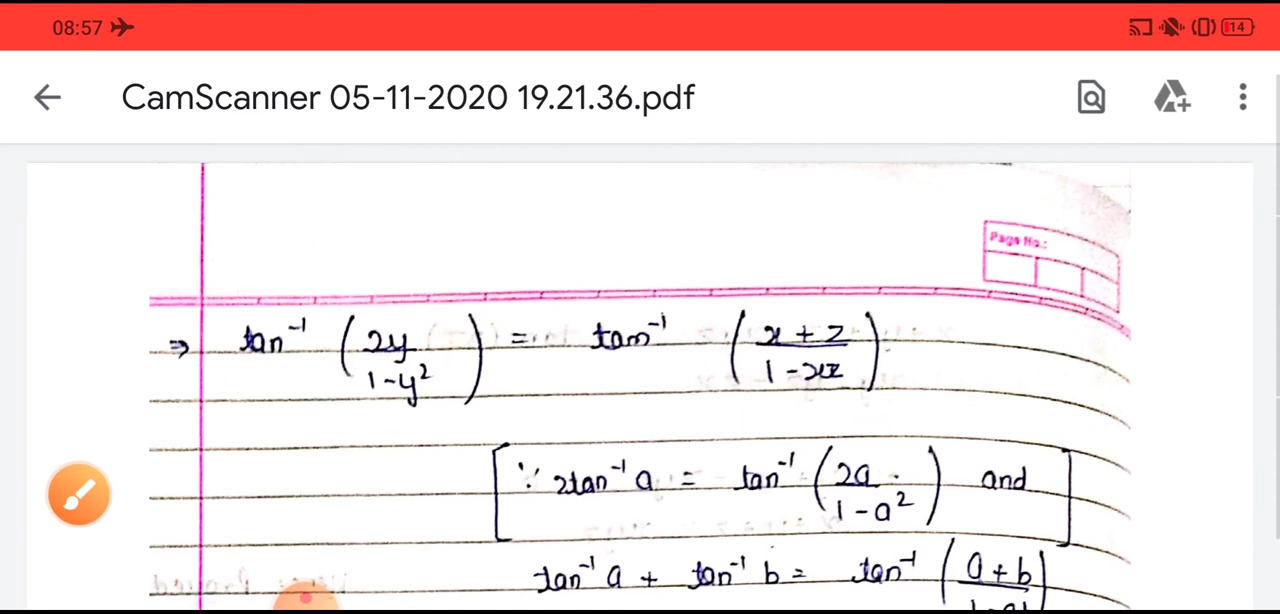 08:57 14
CamScanner 05-11-2020 19.21.36.pdf
Page No.:
⇒ tan⁻¹ (2y / 1-y²) = tan⁻¹ (x+z / 1-xz)
[∵ 2tan⁻¹ a = tan⁻¹ (2a / 1-a²) and]
tan⁻¹ a + tan⁻¹ b = tan⁻¹ (a+b